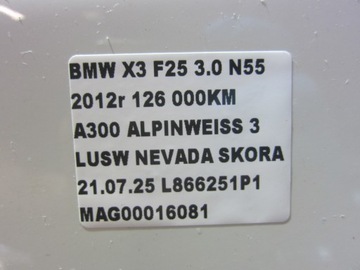 BMW X3 F25 3.0 N55
2012r 126 000KM
A300 ALPINWEISS 3
LUSW NEVADA SKORA
21.07.25 L866251P1
MAG00016081